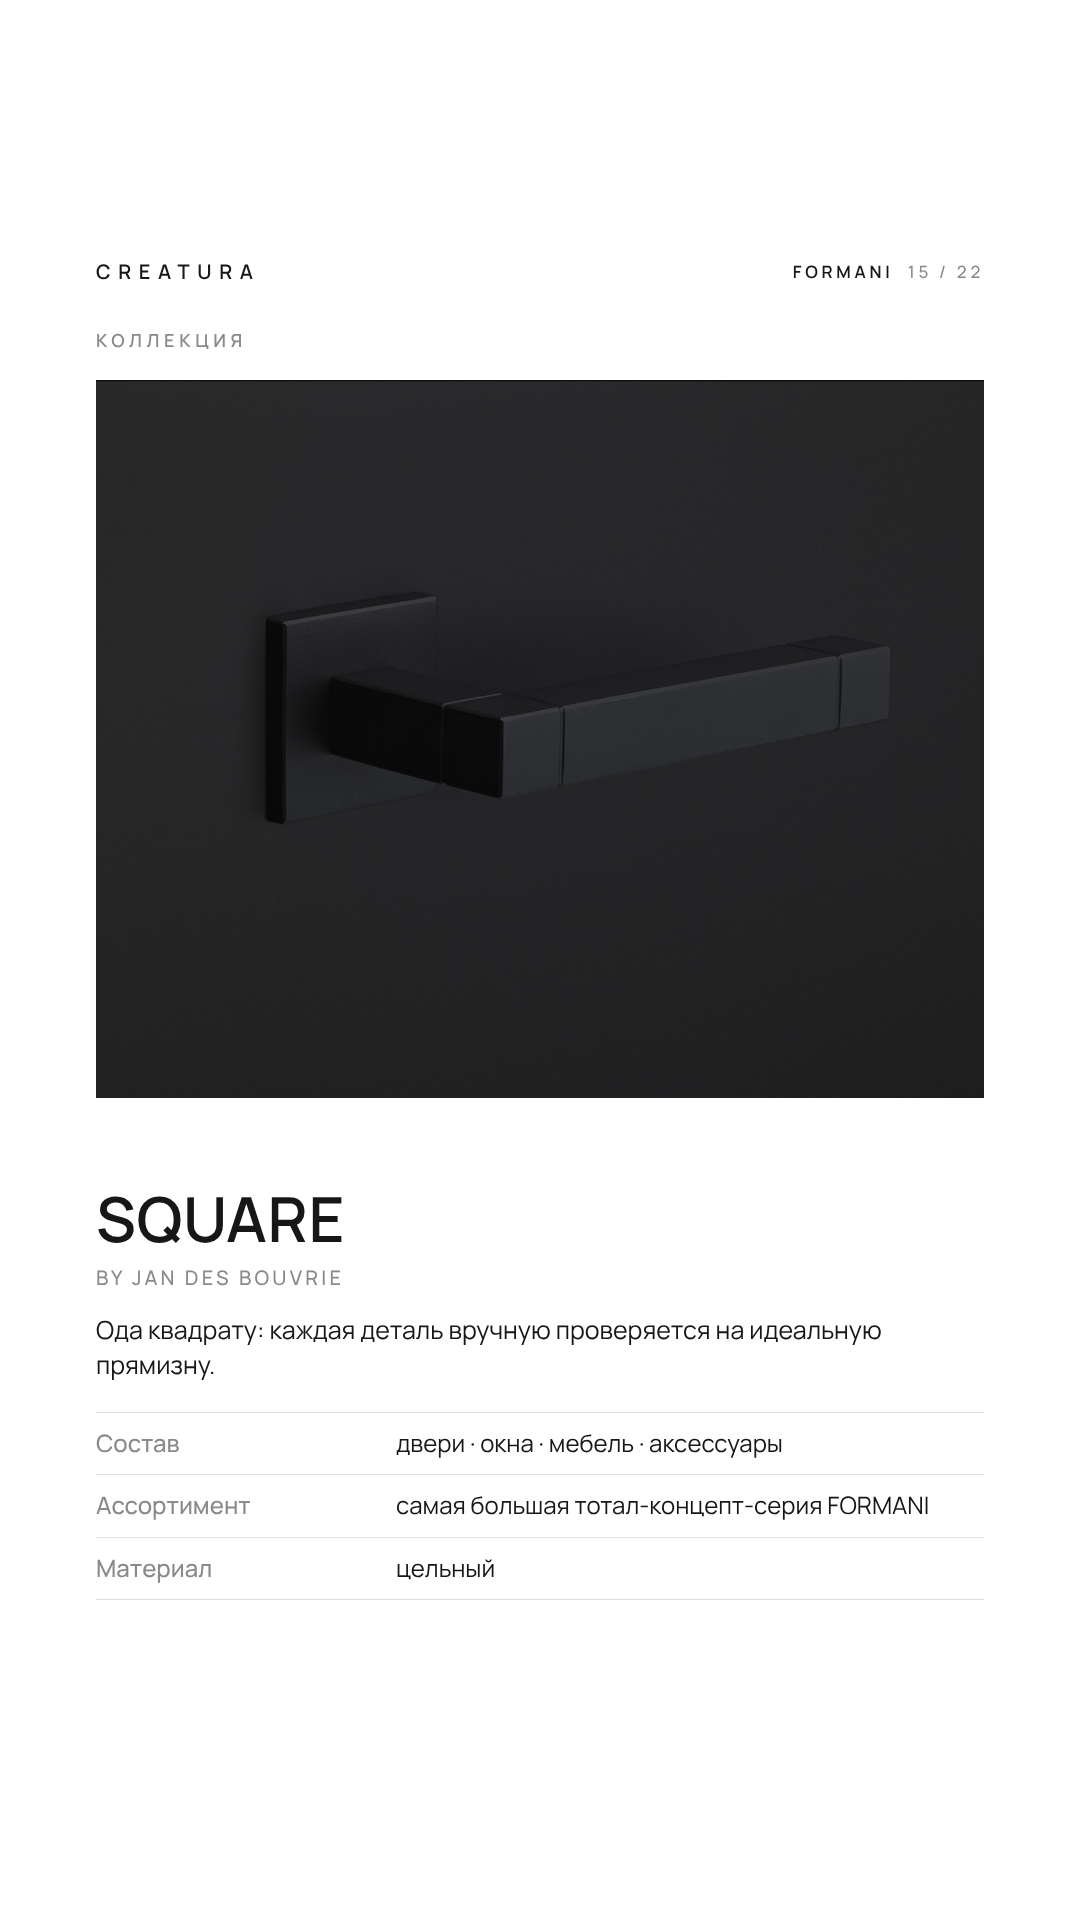 CREATURA
FORMANI 15 / 22
КОЛЛЕКЦИЯ
SQUARE
BY JAN DES BOUVRIE
Ода квадрату: каждая деталь вручную проверяется на идеальную
прямизну.
Состав двери · окна · мебель · аксессуары
Ассортимент самая большая тотал-концепт-серия FORMANI
Материал цельный